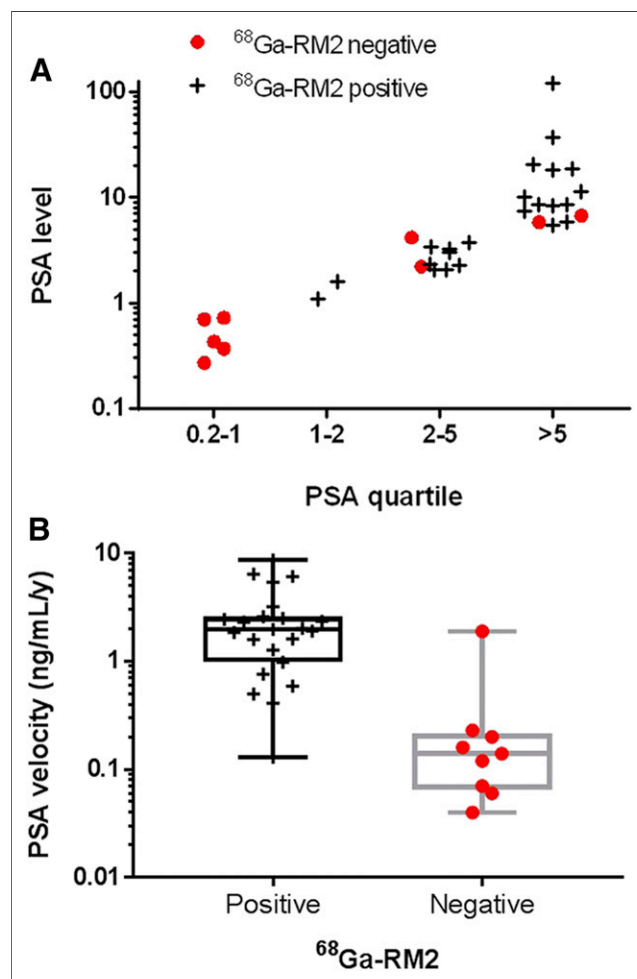 A
⁶⁸Ga-RM2 negative
⁶⁸Ga-RM2 positive
100
10
1
0.1
PSA level
0.2-1 1-2 2-5 >5
PSA quartile
B
10
1
0.1
0.01
PSA velocity (ng/mL/y)
Positive Negative
⁶⁸Ga-RM2